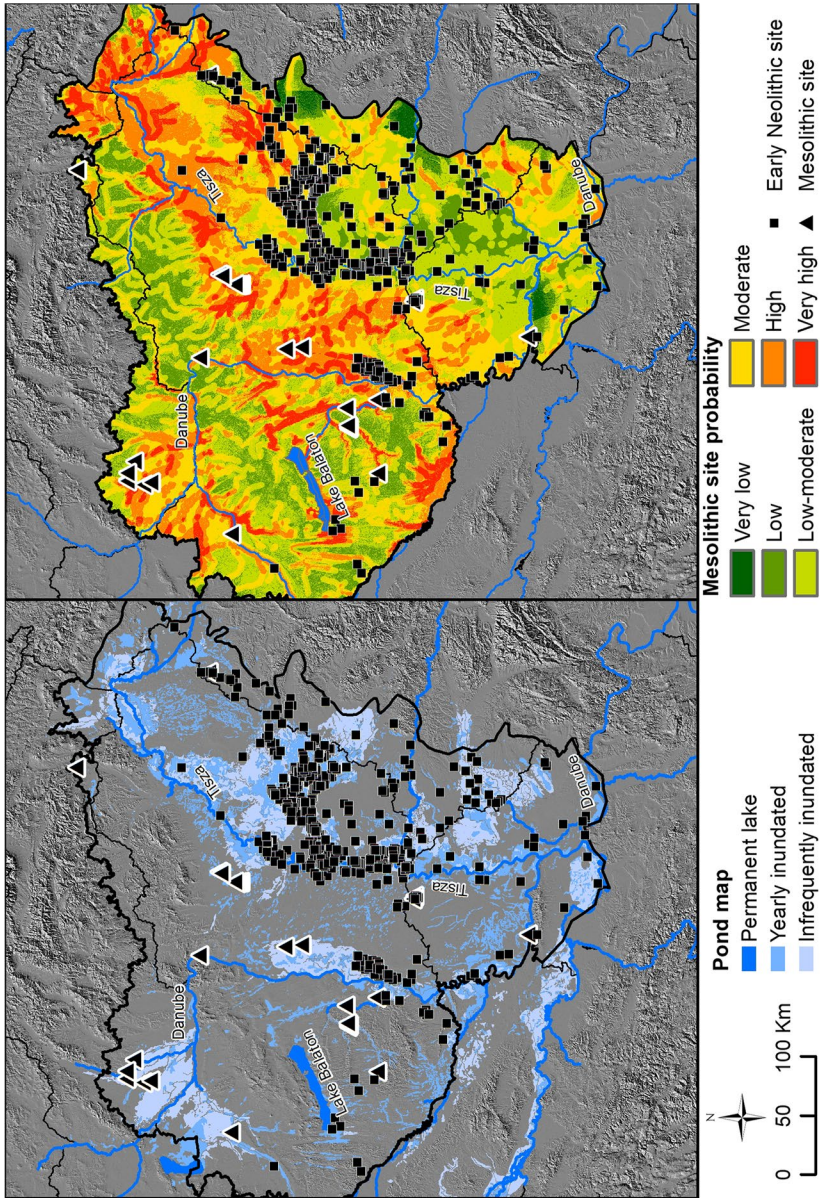 Danube
Tisza
Lake Balaton
Tisza
Danube
Danube
Tisza
Lake Balaton
Tisza
Danube
N
0 50 100 Km
Pond map
Permanent lake
Yearly inundated
Infrequently inundated
Mesolithic site probability
Very low
Low
Low-moderate
Moderate
High
Very high
Early Neolithic site
Mesolithic site